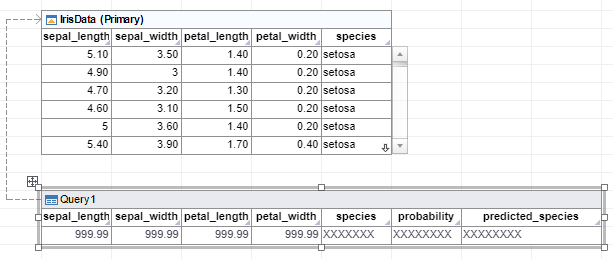 IrisData (Primary)
sepal_length sepal_width petal_length petal_width species
5.10 3.50 1.40 0.20 setosa
4.90 3 1.40 0.20 setosa
4.70 3.20 1.30 0.20 setosa
4.60 3.10 1.50 0.20 setosa
5 3.60 1.40 0.20 setosa
5.40 3.90 1.70 0.40 setosa
Query1
sepal_length sepal_width petal_length petal_width species probability predicted_species
999.99 999.99 999.99 999.99 XXXXXXX XXXXXXXX XXXXXXXX